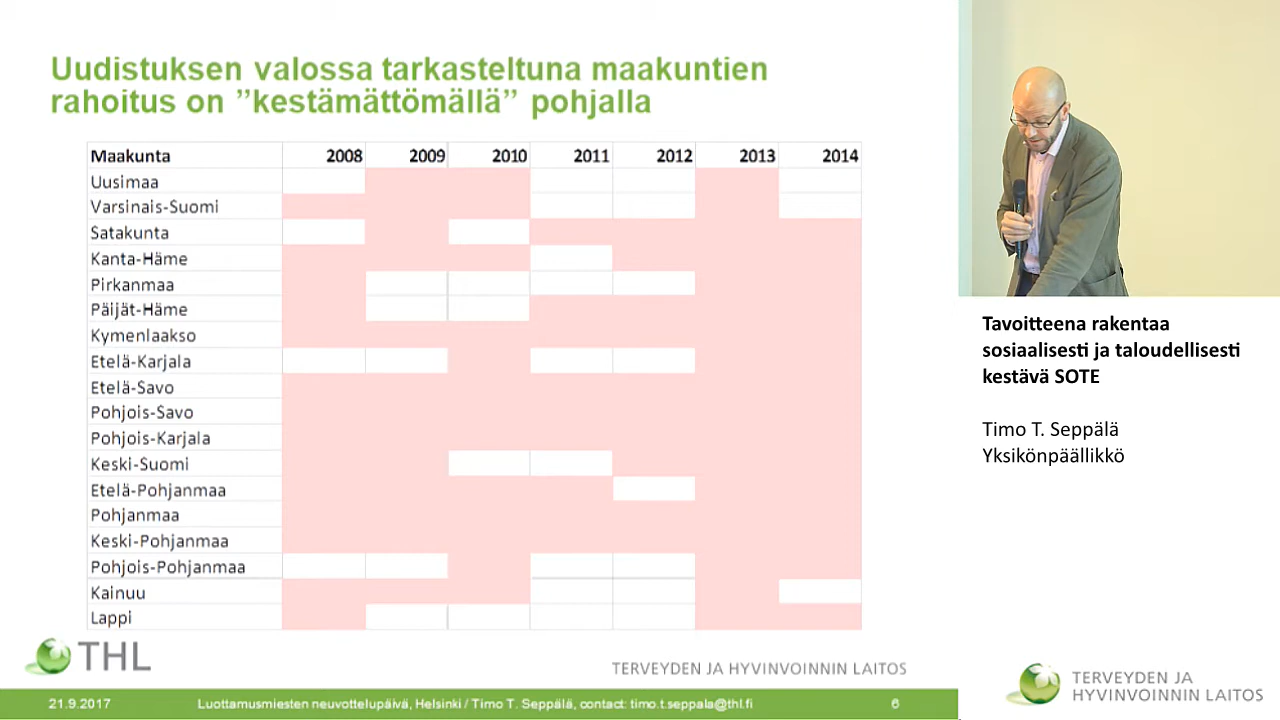 Uudistuksen valossa tarkasteltuna maakuntien
rahoitus on ”kestämättömällä” pohjalla
Maakunta 2008 2009 2010 2011 2012 2013 2014
Uusimaa
Varsinais-Suomi
Satakunta
Kanta-Häme
Pirkanmaa
Päijät-Häme
Kymenlaakso
Etelä-Karjala
Etelä-Savo
Pohjois-Savo
Pohjois-Karjala
Keski-Suomi
Etelä-Pohjanmaa
Pohjanmaa
Keski-Pohjanmaa
Pohjois-Pohjanmaa
Kainuu
Lappi
THL
TERVEYDEN JA HYVINVOINNIN LAITOS
21.9.2017 Luottamusmiesten neuvottelupäivä, Helsinki / Timo T. Seppälä, contact: timo.t.seppala@thl.fi 6
Tavoitteena rakentaa
sosiaalisesti ja taloudellisesti
kestävä SOTE
Timo T. Seppälä
Yksikönpäällikkö
TERVEYDEN JA
HYVINVOINNIN LAITOS